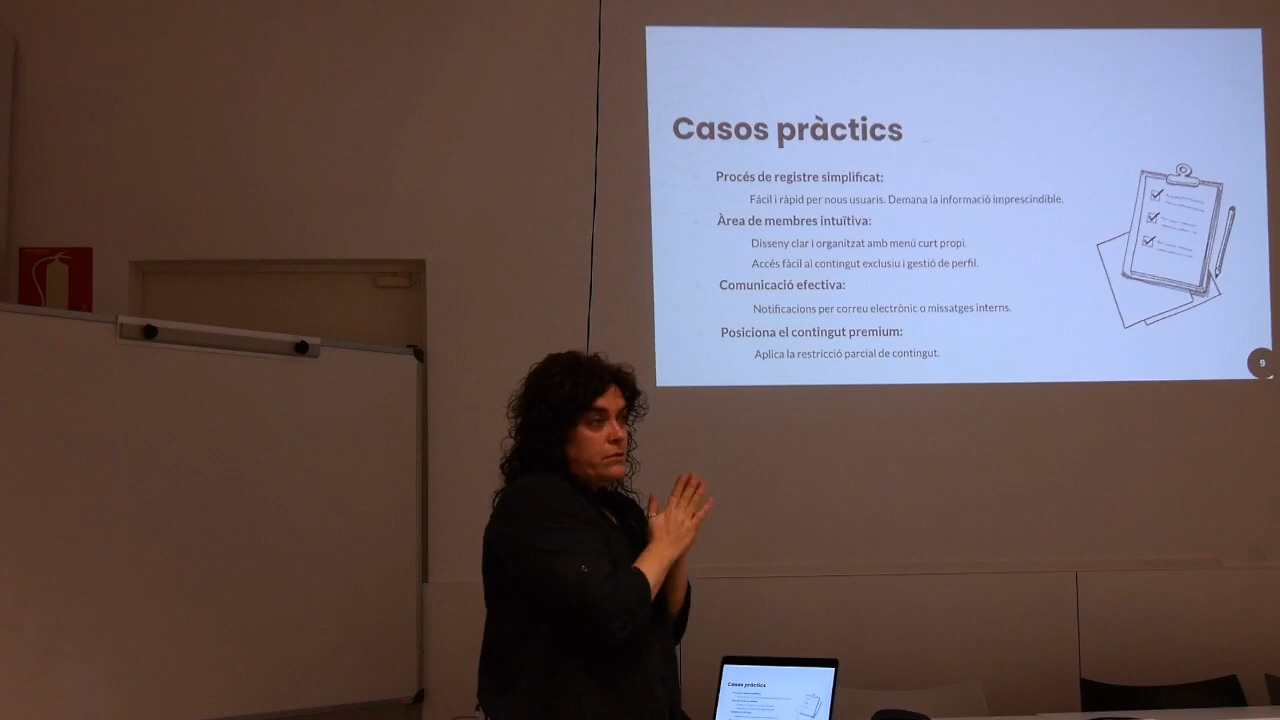 Casos pràctics
Procés de registre simplificat:
Fácil i ràpid per nous usuaris. Demana la informació imprescindible.
Àrea de membres intuïtiva:
Disseny clar i organitzat amb menú curt propi.
Accés fàcil al contingut exclusiu i gestió de perfil.
Comunicació efectiva:
Notificacions per correu electrònic o missatges interns.
Posiciona el contingut premium:
Aplica la restricció parcial de contingut.
9
Casos pràctics